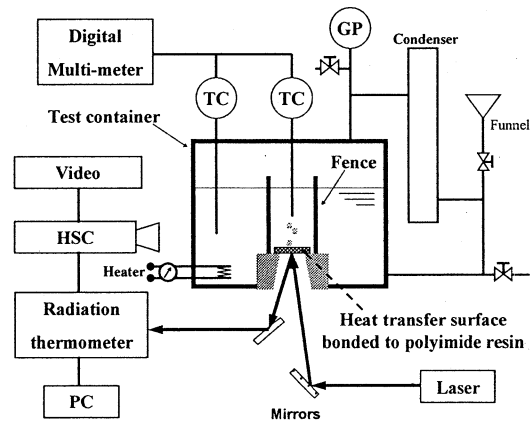 Digital
Multi-meter
GP
Condenser
TC
TC
Test container
Funnel
Video
Fence
HSC
Heater
Radiation
thermometer
Heat transfer surface
bonded to polyimide resin
PC
Laser
Mirrors